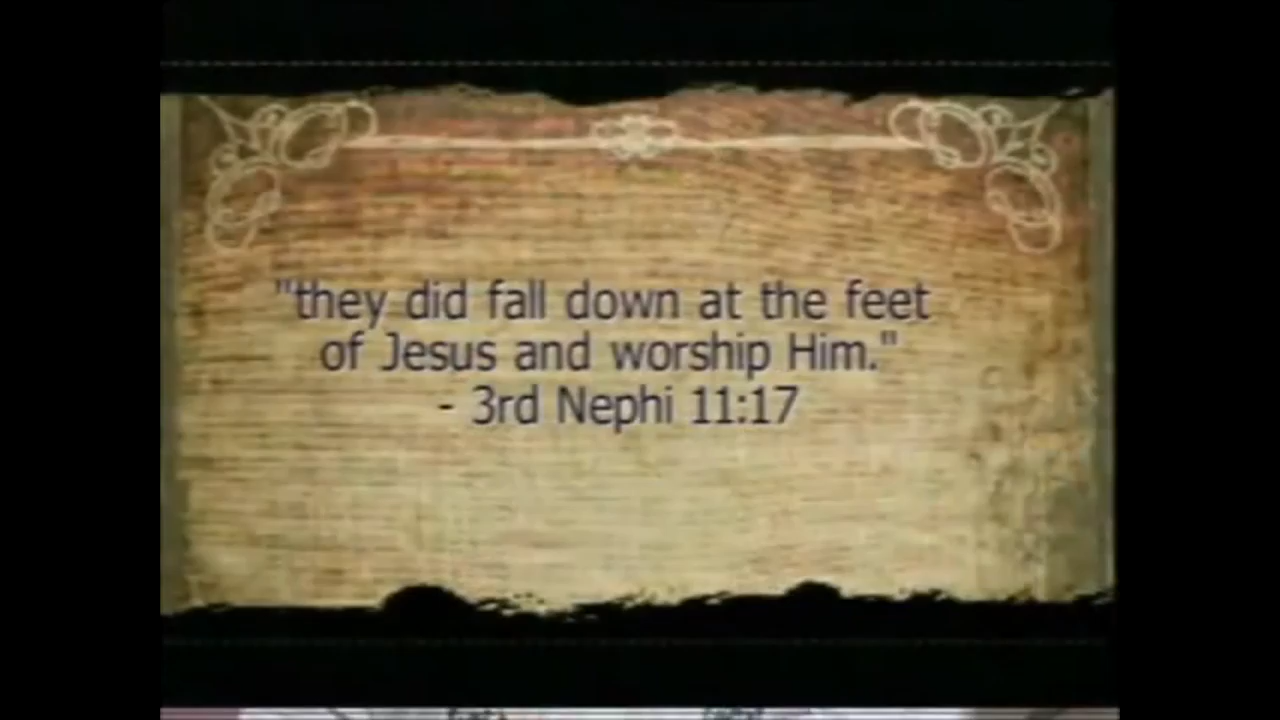 "they did fall down at the feet
of Jesus and worship Him."
- 3rd Nephi 11:17